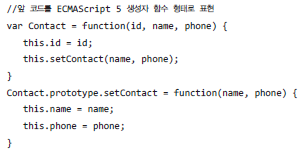 //앞 코드를 ECMAScript 5 생성자 함수 형태로 표현
var Contact = function(id, name, phone) {
    this.id = id;
    this.setContact(name, phone);
}
Contact.prototype.setContact = function(name, phone) {
    this.name = name;
    this.phone = phone;
}